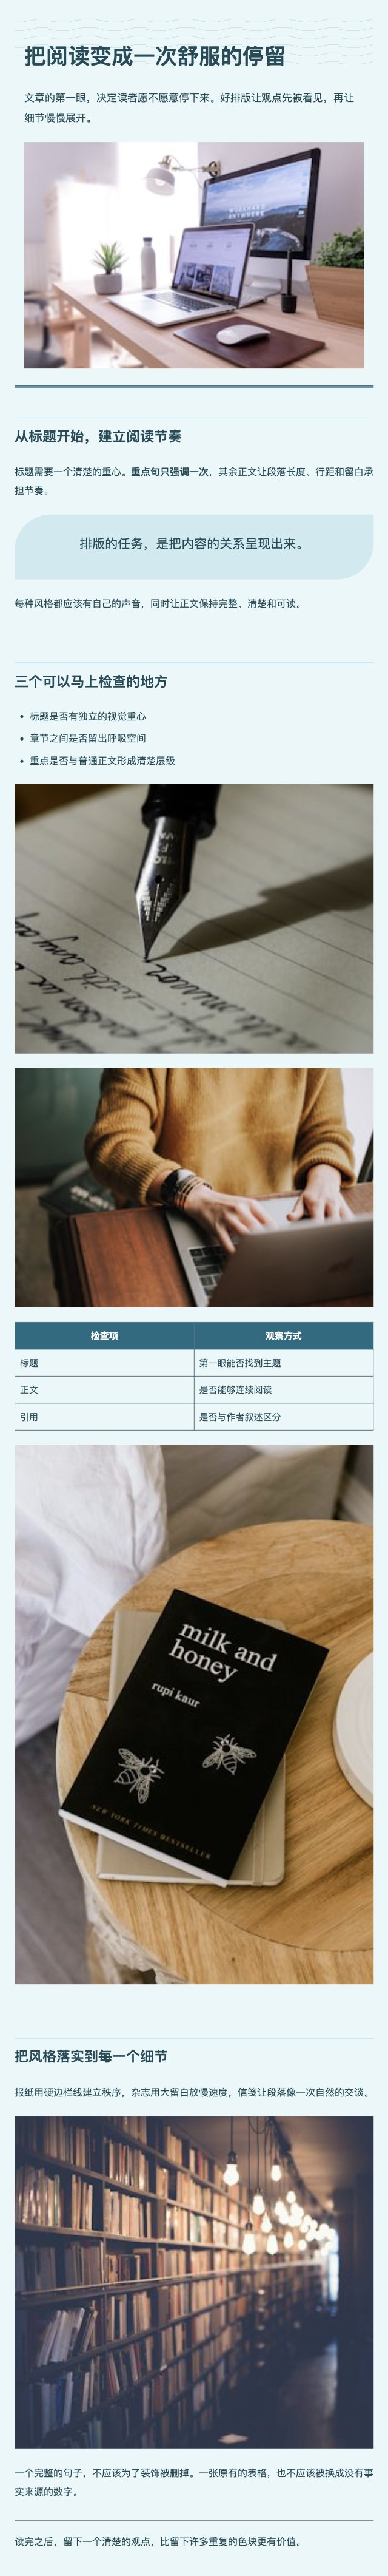 把阅读变成一次舒服的停留
文章的第一眼，决定读者愿不愿意停下来。好排版让观点先被看见，再让
细节慢慢展开。
从标题开始，建立阅读节奏
标题需要一个清楚的重心。重点句只强调一次，其余正文让段落长度、行距和留白承
担节奏。
排版的任务，是把内容的关系呈现出来。
每种风格都应该有自己的声音，同时让正文保持完整、清楚和可读。
三个可以马上检查的地方
• 标题是否有独立的视觉重心
• 章节之间是否留出呼吸空间
• 重点是否与普通正文形成清楚层级
检查项 观察方式
标题 第一眼能否找到主题
正文 是否能够连续阅读
引用 是否与作者叙述区分
milk and
honey
rupi kaur
NEW YORK TIMES BESTSELLER
把风格落实到每一个细节
报纸用硬边栏线建立秩序，杂志用大留白放慢速度，信笺让段落像一次自然的交谈。
一个完整的句子，不应该为了装饰被删掉。一张原有的表格，也不应该被换成没有事
实来源的数字。
读完之后，留下一个清楚的观点，比留下许多重复的色块更有价值。